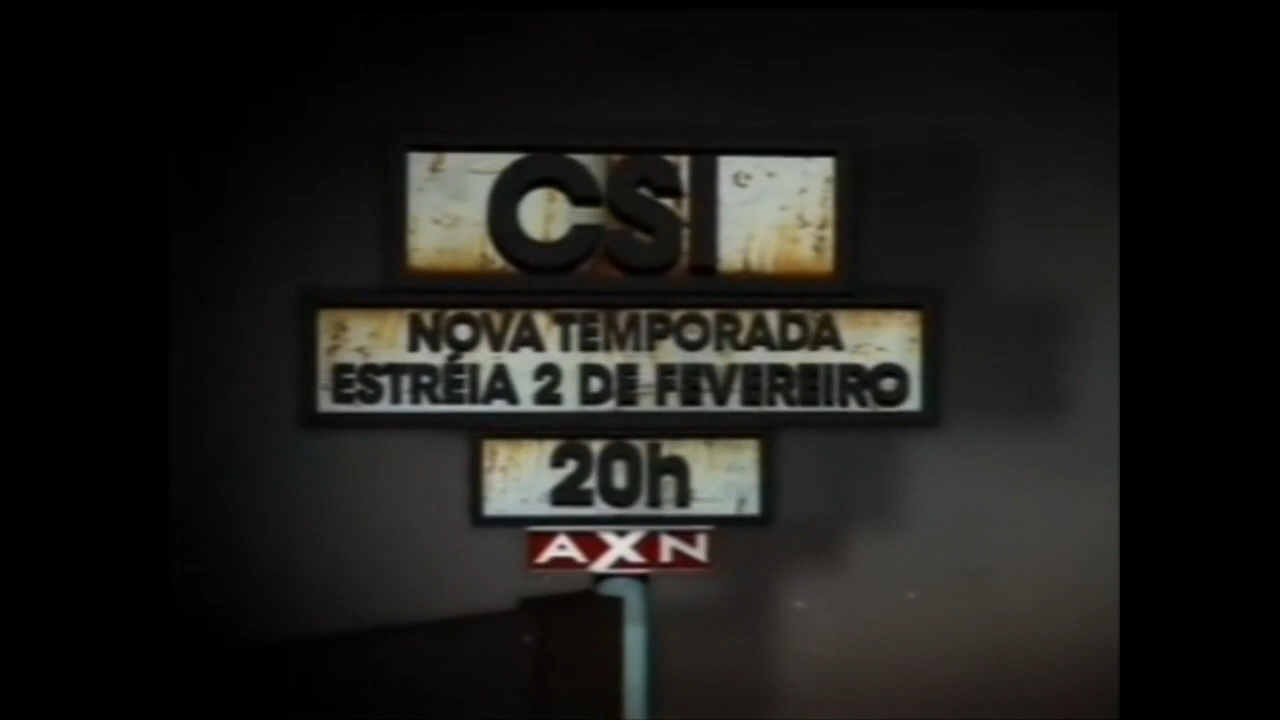 CSI
NOVA TEMPORADA
ESTRÉIA 2 DE FEVEREIRO
20h
AXN